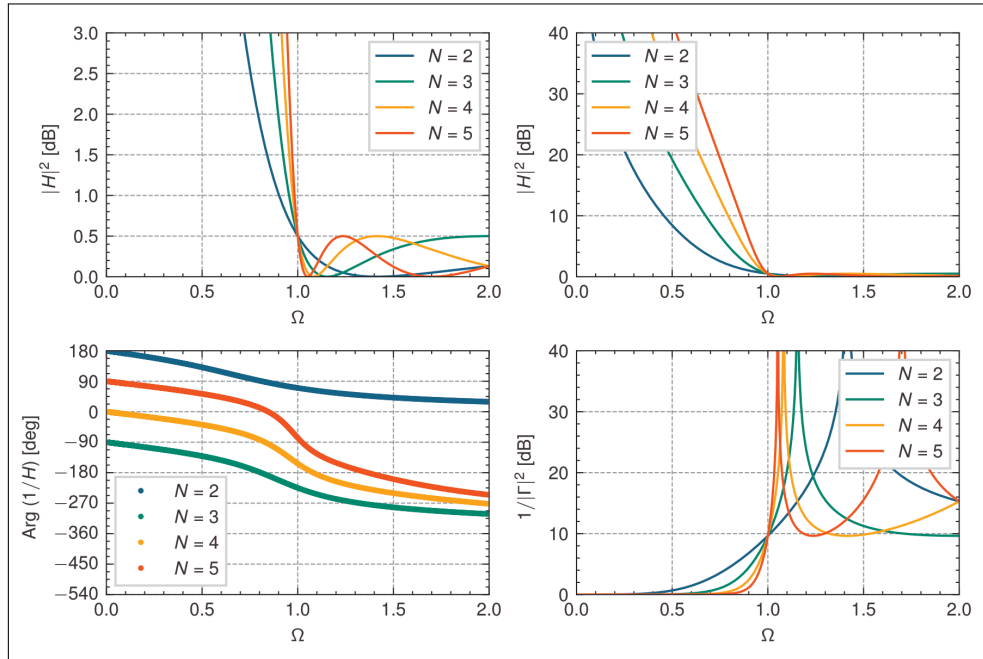 |H|² [dB]
3.0
2.5
2.0
1.5
1.0
0.5
0.0
0.0 0.5 1.0 1.5 2.0
Ω
N = 2
N = 3
N = 4
N = 5
|H|² [dB]
40
30
20
10
0
0.0 0.5 1.0 1.5 2.0
Ω
N = 2
N = 3
N = 4
N = 5
Arg (1/H) [deg]
180
90
0
−90
−180
−270
−360
−450
−540
0.0 0.5 1.0 1.5 2.0
Ω
N = 2
N = 3
N = 4
N = 5
1/|Γ|² [dB]
40
30
20
10
0
0.0 0.5 1.0 1.5 2.0
Ω
N = 2
N = 3
N = 4
N = 5